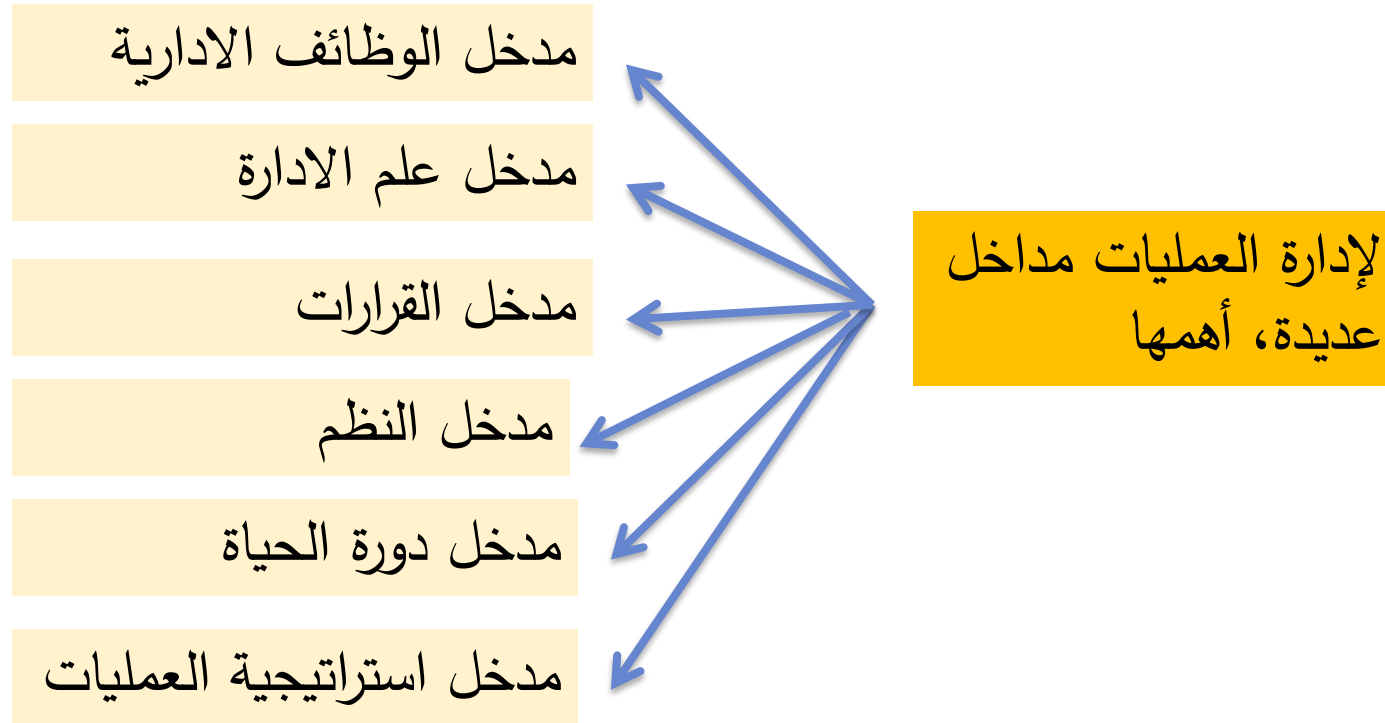 لإدارة العمليات مداخل
عديدة، أهمها
مدخل الوظائف الادارية
مدخل علم الادارة
مدخل القرارات
مدخل النظم
مدخل دورة الحياة
مدخل استراتيجية العمليات